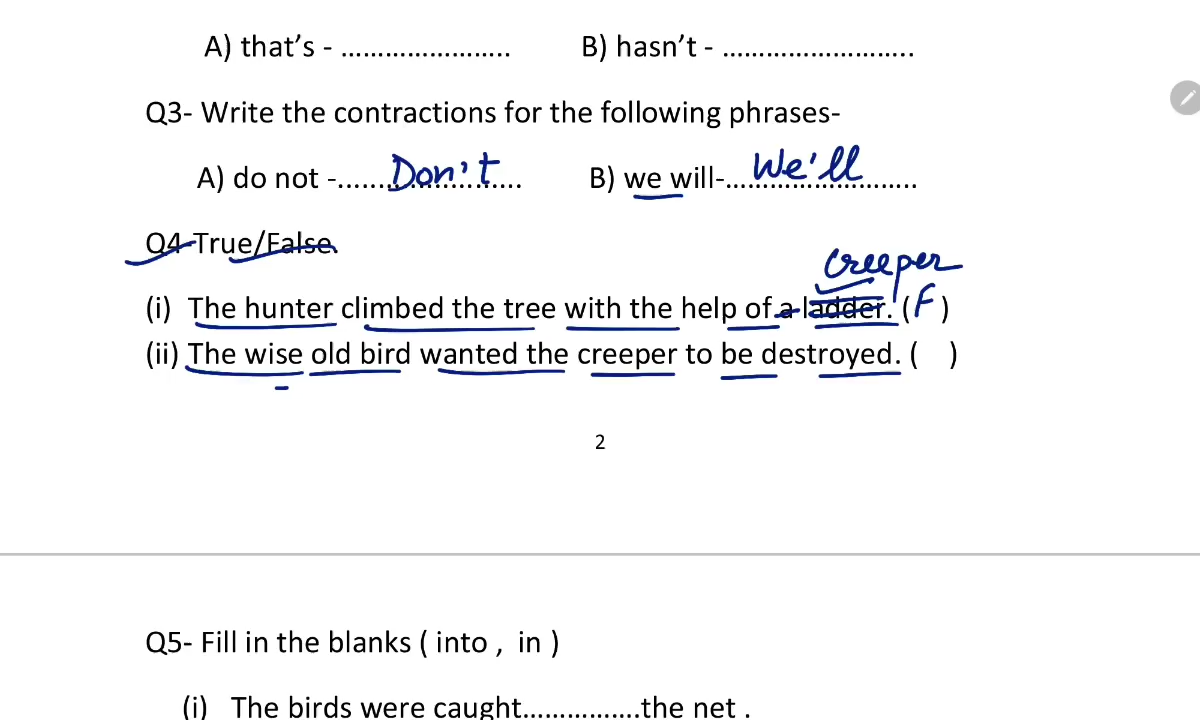 A) that's - ....................... B) hasn't - ..........................
Q3- Write the contractions for the following phrases-
A) do not -.......Don't............ B) we will-...We'll..................
Q4-True/False.
creeper
(i) The hunter climbed the tree with the help of a ladder. (F)
(ii) The wise old bird wanted the creeper to be destroyed. ( )
2
Q5- Fill in the blanks ( into , in )
(i) The birds were caught................the net .